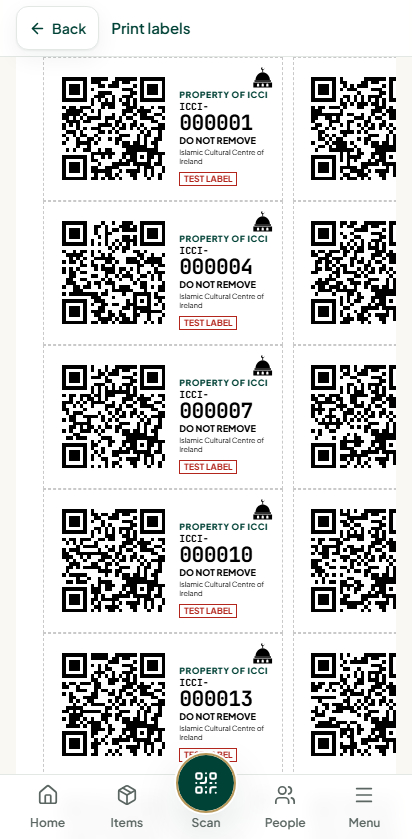 Back
Print labels
PROPERTY OF ICCI
ICCI-
000001
DO NOT REMOVE
Islamic Cultural Centre of
Ireland
TEST LABEL
PROPERTY OF ICCI
ICCI-
000004
DO NOT REMOVE
Islamic Cultural Centre of
Ireland
TEST LABEL
PROPERTY OF ICCI
ICCI-
000007
DO NOT REMOVE
Islamic Cultural Centre of
Ireland
TEST LABEL
PROPERTY OF ICCI
ICCI-
000010
DO NOT REMOVE
Islamic Cultural Centre of
Ireland
TEST LABEL
PROPERTY OF ICCI
ICCI-
000013
DO NOT REMOVE
Islamic Cultural Centre of
Ireland
TEST LABEL
Home
Items
Scan
People
Menu